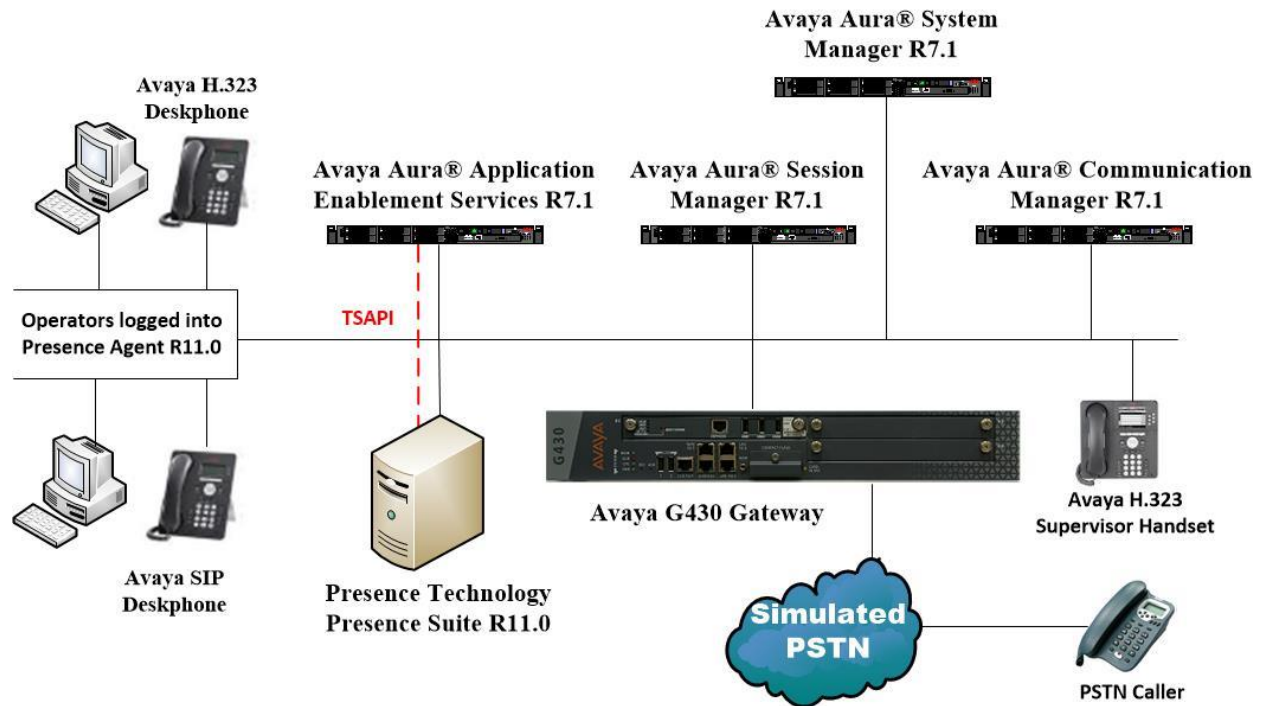 Avaya Aura® System
Manager R7.1
Avaya H.323
Deskphone
Avaya Aura® Application
Enablement Services R7.1
Avaya Aura® Session
Manager R7.1
Avaya Aura® Communication
Manager R7.1
Operators logged into
Presence Agent R11.0
TSAPI
G430
AVAYA
Avaya G430 Gateway
Avaya H.323
Supervisor Handset
Avaya SIP
Deskphone
Presence Technology
Presence Suite R11.0
Simulated
PSTN
PSTN Caller